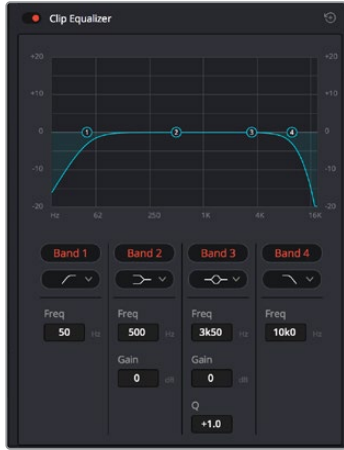 Clip Equalizer
+20 +20
+10 +10
0 0
-10 -10
-20 -20
Hz 62 250 1K 4K 16K
1 2 3 4
Band 1 Band 2 Band 3 Band 4
Freq Freq Freq Freq
50 Hz 500 Hz 3k50 Hz 10k0 Hz
Gain Gain
0 dB 0 dB
Q
+1.0